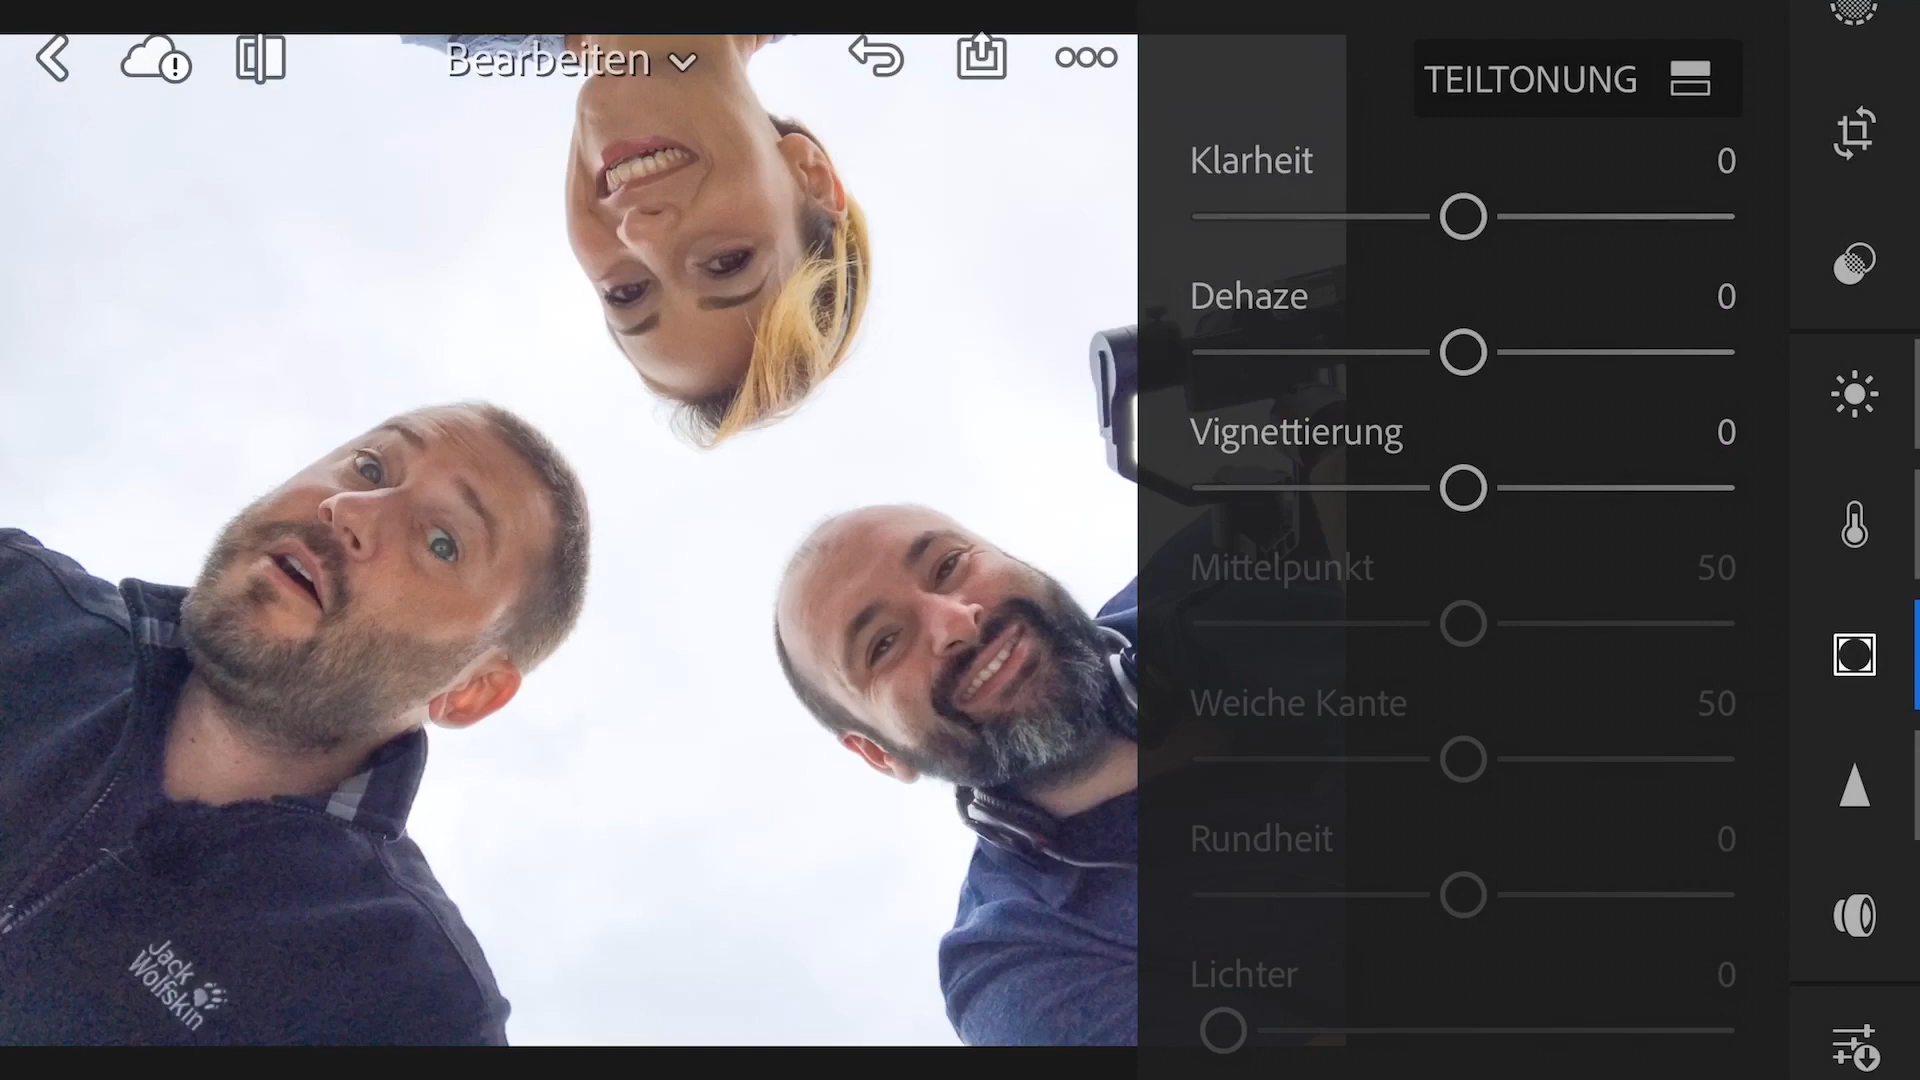 Bearbeiten
TEILTONUNG
Klarheit 0
Dehaze 0
Vignettierung 0
Mittelpunkt 50
Weiche Kante 50
Rundheit 0
Lichter 0
Jack
Wolfskin